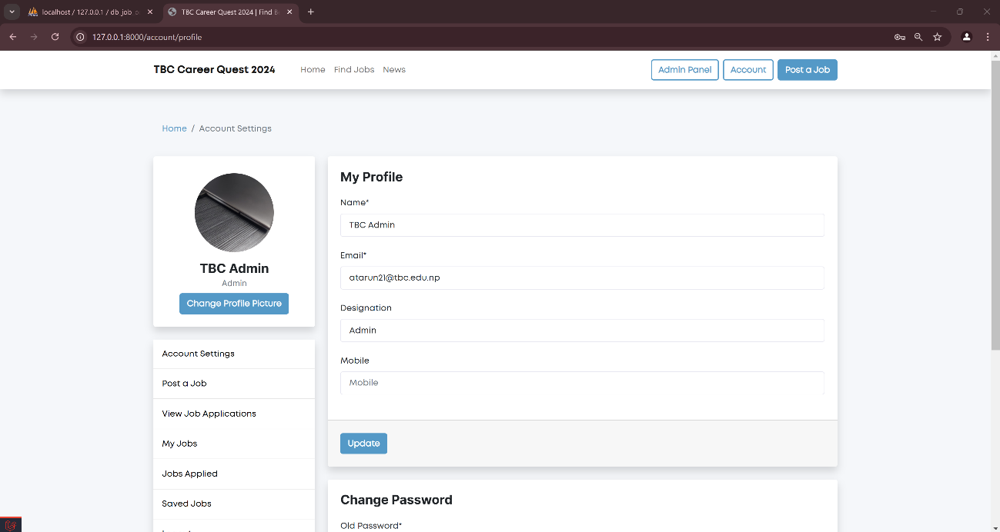 localhost / 127.0.0.1 / db_job
TBC Career Quest 2024 | Find B
127.0.0.1:8000/account/profile
TBC Career Quest 2024
Home
Find Jobs
News
Admin Panel
Account
Post a Job
Home / Account Settings
TBC Admin
Admin
Change Profile Picture
Account Settings
Post a Job
View Job Applications
My Jobs
Jobs Applied
Saved Jobs
My Profile
Name*
TBC Admin
Email*
atarun21@tbc.edu.np
Designation
Admin
Mobile
Mobile
Update
Change Password
Old Password*